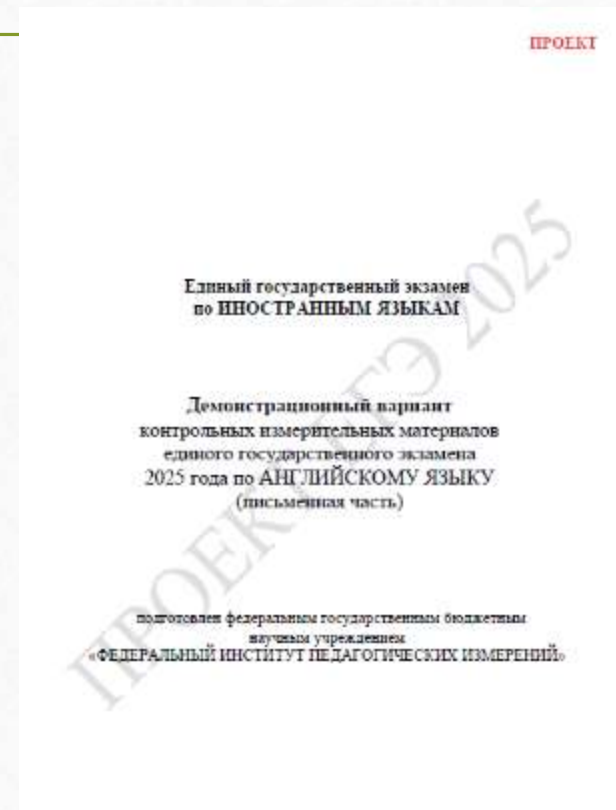 ПРОЕКТ
Единый государственный экзамен
по ИНОСТРАННЫМ ЯЗЫКАМ
Демонстрационный вариант
контрольных измерительных материалов
единого государственного экзамена
2025 года по АНГЛИЙСКОМУ ЯЗЫКУ
(письменная часть)
подготовлен федеральным государственным бюджетным
научным учреждением
«ФЕДЕРАЛЬНЫЙ ИНСТИТУТ ПЕДАГОГИЧЕСКИХ ИЗМЕРЕНИЙ»
ПРОЕКТ ЕГЭ 2025